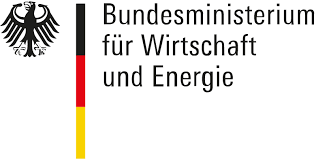 Bundesministerium
für Wirtschaft
und Energie